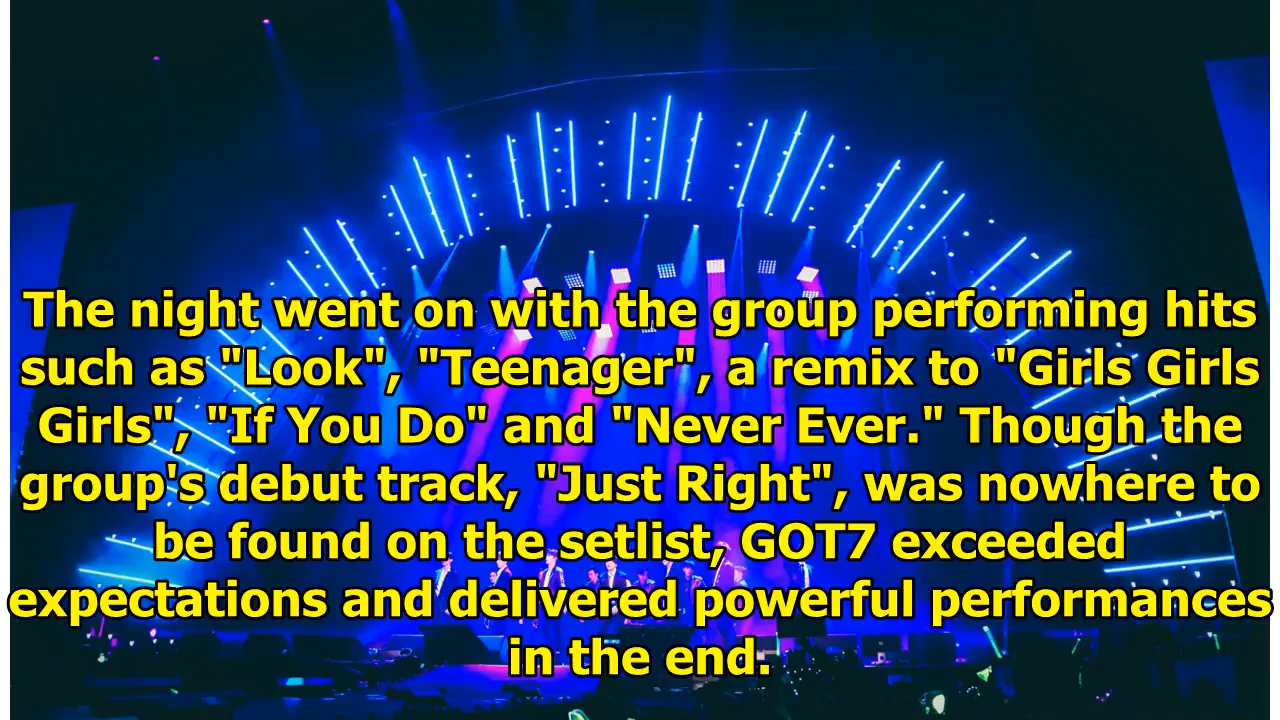 The night went on with the group performing hits
such as "Look", "Teenager", a remix to "Girls Girls
Girls", "If You Do" and "Never Ever." Though the
group's debut track, "Just Right", was nowhere to
be found on the setlist, GOT7 exceeded
expectations and delivered powerful performances
in the end.